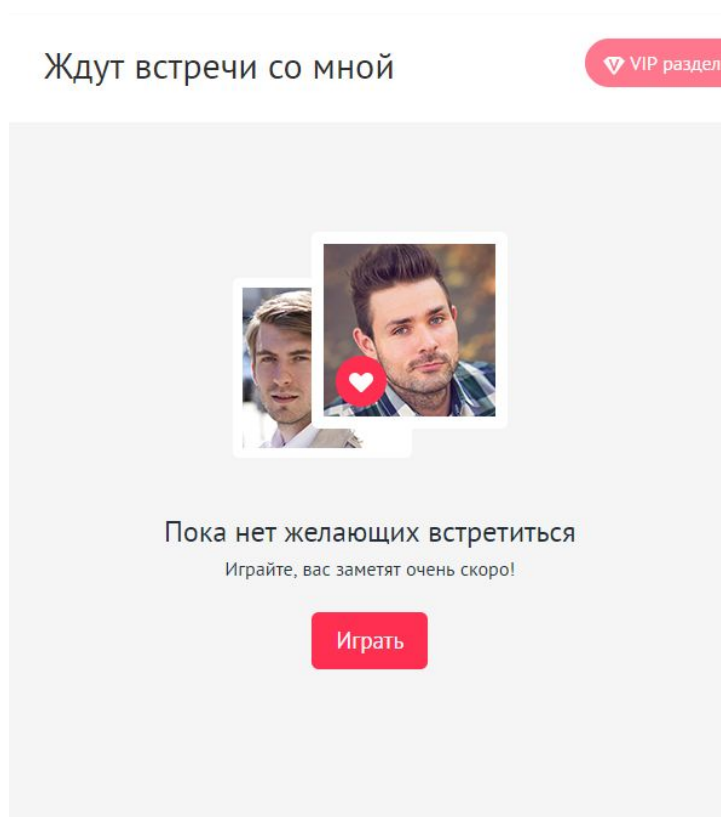 Ждут встречи со мной
VIP раздел
Пока нет желающих встретиться
Играйте, вас заметят очень скоро!
Играть